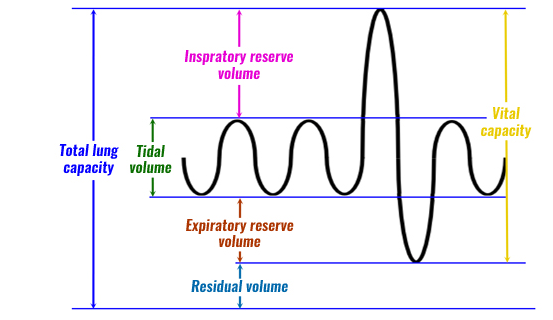 Inspratory reserve
volume
Vital
capacity
Total lung
capacity
Tidal
volume
Expiratory reserve
volume
Residual volume